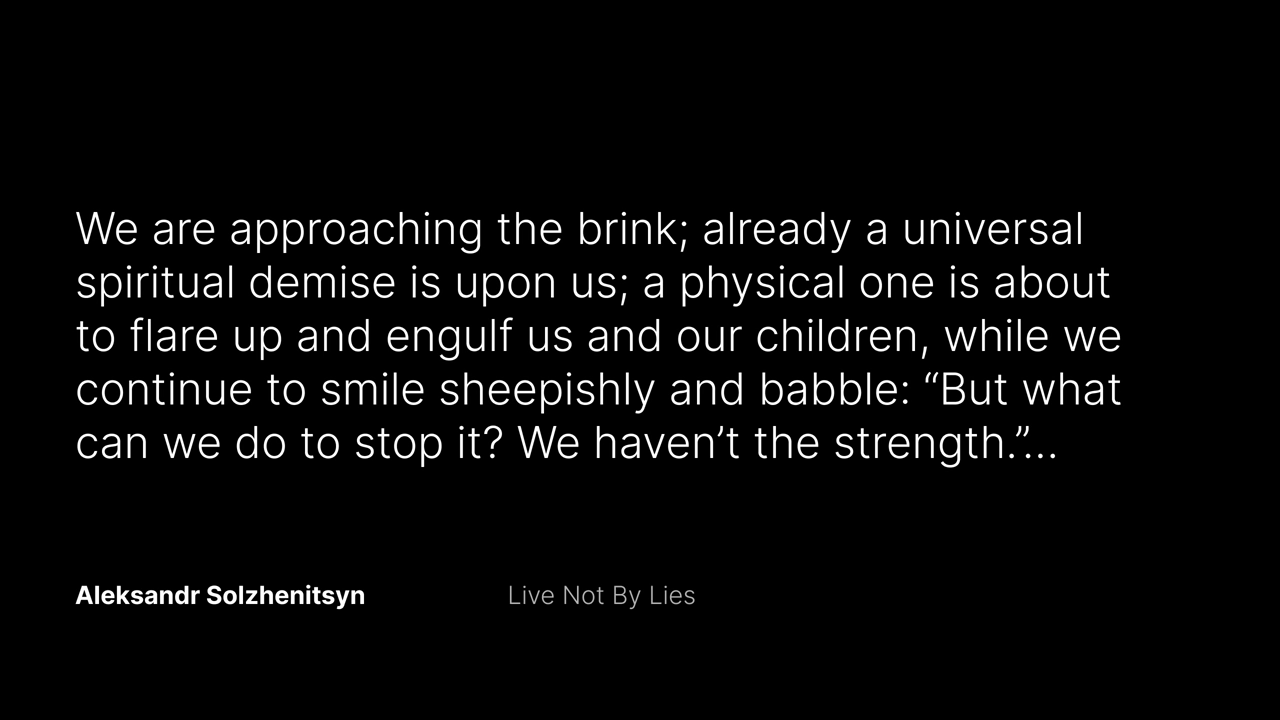 We are approaching the brink; already a universal
spiritual demise is upon us; a physical one is about
to flare up and engulf us and our children, while we
continue to smile sheepishly and babble: “But what
can we do to stop it? We haven’t the strength.”...
Aleksandr Solzhenitsyn
Live Not By Lies